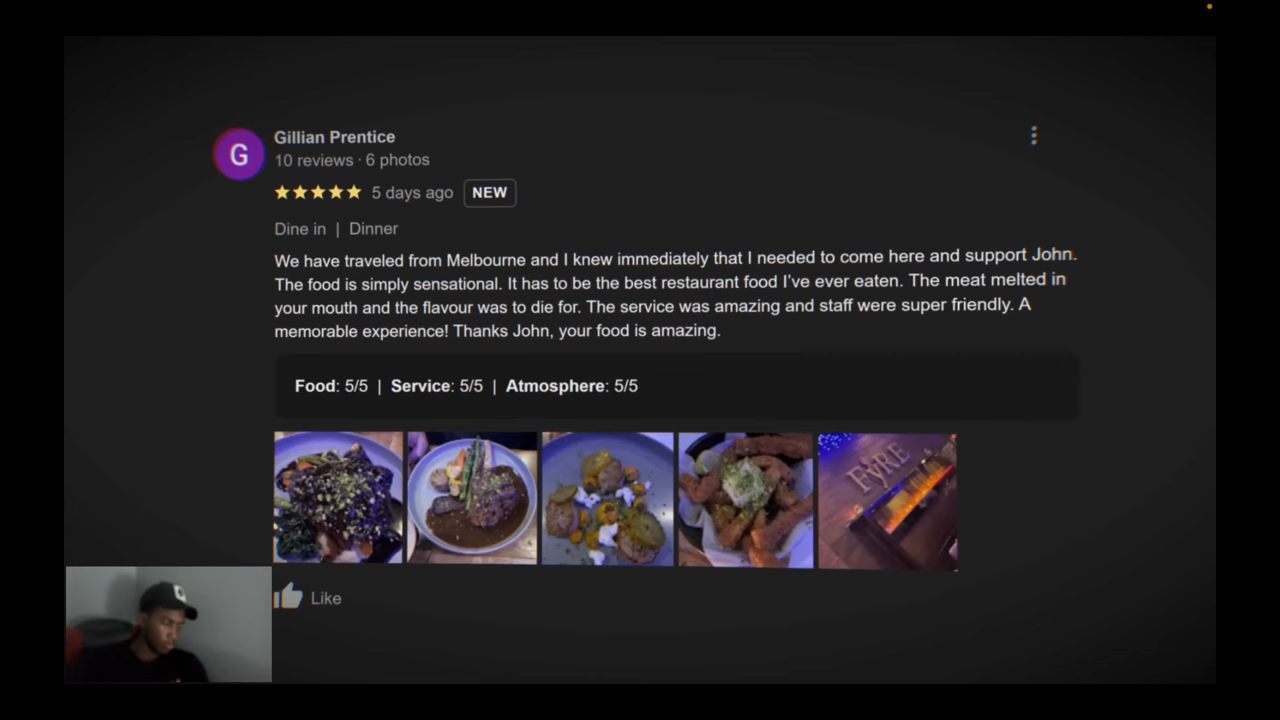 G
Gillian Prentice
10 reviews · 6 photos
5 days ago NEW
Dine in | Dinner
We have traveled from Melbourne and I knew immediately that I needed to come here and support John.
The food is simply sensational. It has to be the best restaurant food I've ever eaten. The meat melted in
your mouth and the flavour was to die for. The service was amazing and staff were super friendly. A
memorable experience! Thanks John, your food is amazing.
Food: 5/5 | Service: 5/5 | Atmosphere: 5/5
FyRE
Like